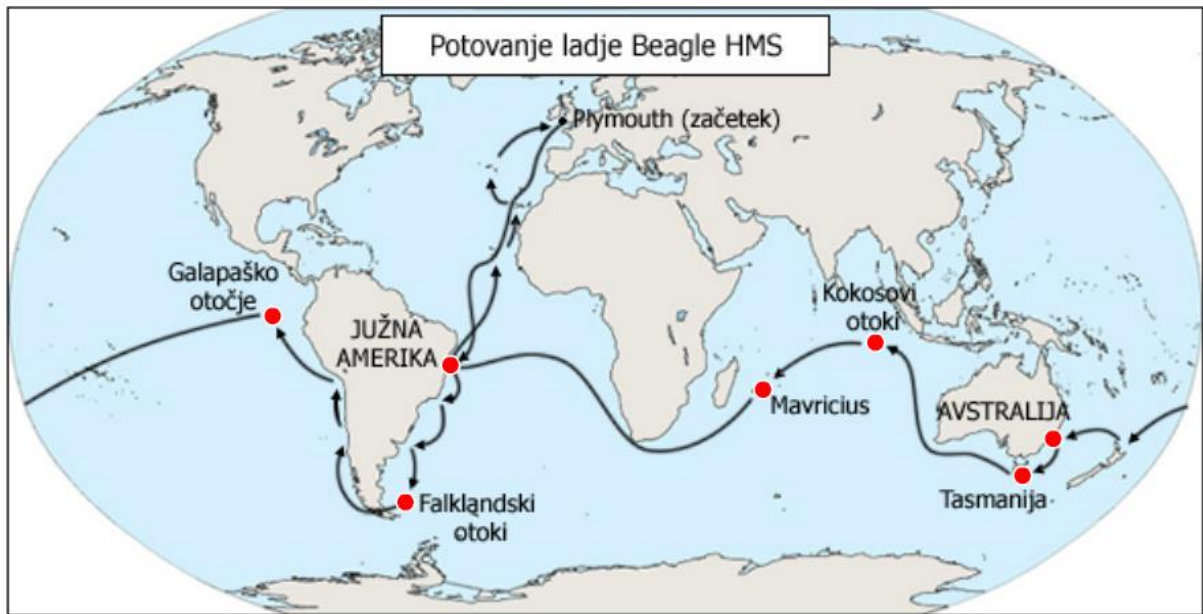 Potovanje ladje Beagle HMS
Plymouth (začetek)
Galapaško
otočje
JUŽNA
AMERIKA
Kokosovi
otoki
Mavricius
AVSTRALIJA
Tasmanija
Falklandski
otoki